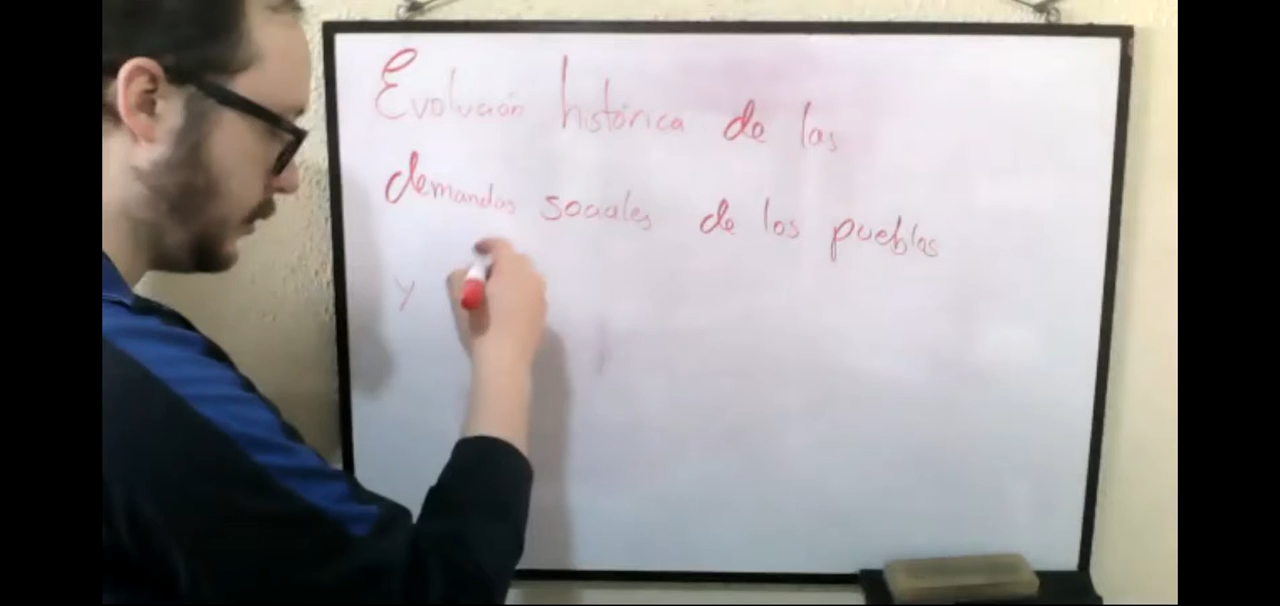 Evolución histórica de las
demandas sociales de los pueblos
y